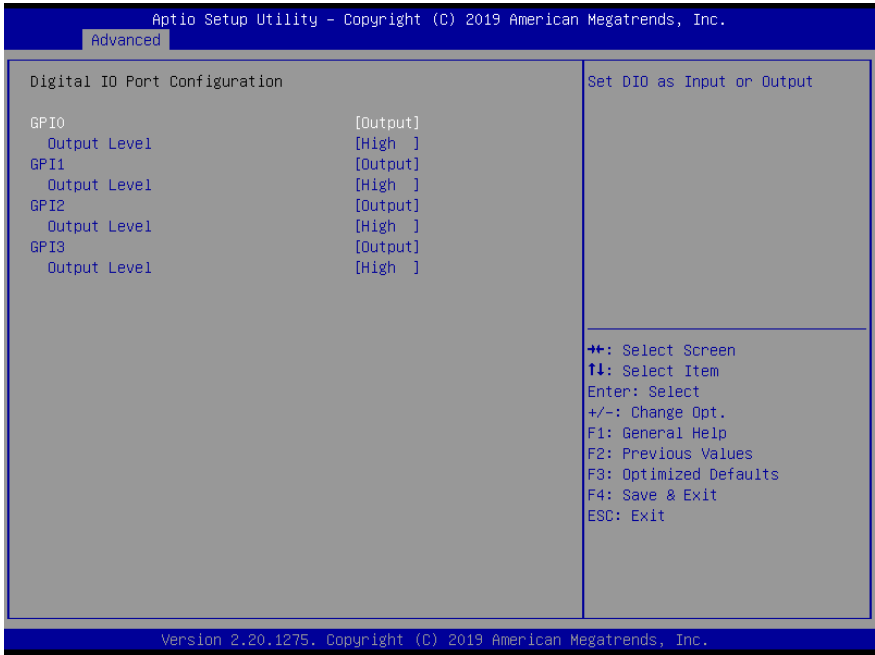 Aptio Setup Utility – Copyright (C) 2019 American Megatrends, Inc.
Advanced
Digital IO Port Configuration
GPI0 [Output]
Output Level [High ]
GPI1 [Output]
Output Level [High ]
GPI2 [Output]
Output Level [High ]
GPI3 [Output]
Output Level [High ]
Set DIO as Input or Output
→←: Select Screen
↑↓: Select Item
Enter: Select
+/-: Change Opt.
F1: General Help
F2: Previous Values
F3: Optimized Defaults
F4: Save & Exit
ESC: Exit
Version 2.20.1275. Copyright (C) 2019 American Megatrends, Inc.